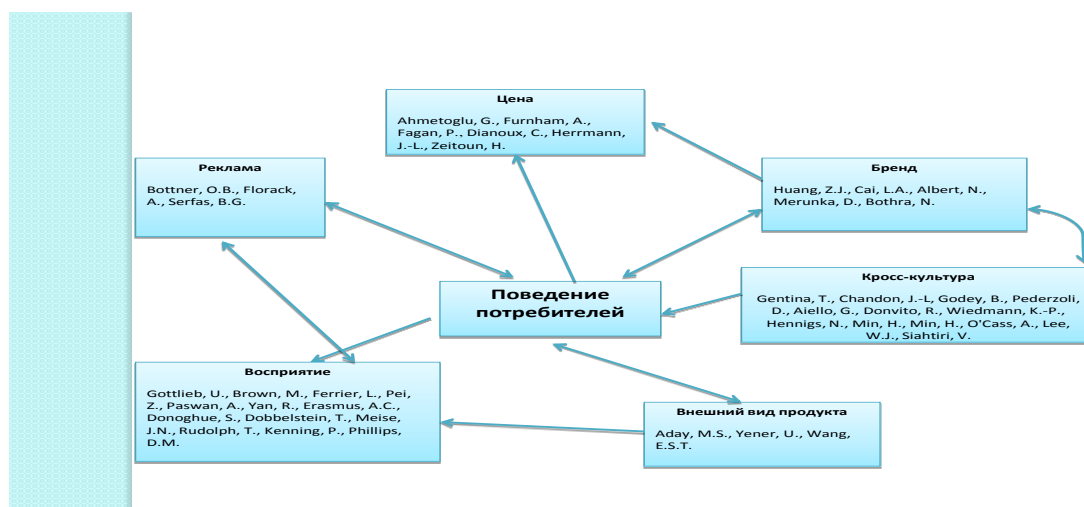 Цена
Ahmetoglu, G., Furnham, A.,
Fagan, P., Dianoux, C., Herrmann,
J.-L., Zeitoun, H.
Реклама
Bottner, O.B., Florack,
A., Serfas, B.G.
Бренд
Huang, Z.J., Cai, L.A., Albert, N.,
Merunka, D., Bothra, N.
Поведение
потребителей
Кросс-культура
Gentina, T., Chandon, J.-L, Godey, B., Pederzoli,
D., Aiello, G., Donvito, R., Wiedmann, K.-P.,
Hennigs, N., Min, H., Min, H., O'Cass, A., Lee,
W.J., Siahtiri, V.
Восприятие
Gottlieb, U., Brown, M., Ferrier, L., Pei,
Z., Paswan, A., Yan, R., Erasmus, A.C.,
Donoghue, S., Dobbelstein, T., Meise,
J.N., Rudolph, T., Kenning, P., Phillips,
D.M.
Внешний вид продукта
Aday, M.S., Yener, U., Wang,
E.S.T.